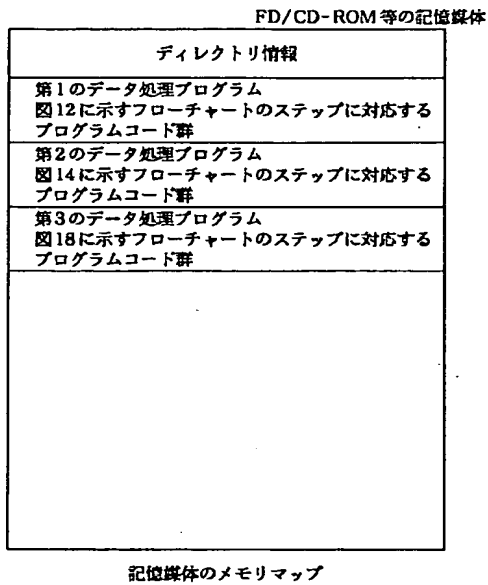 FD/CD-ROM等の記憶媒体
ディレクトリ情報
第1のデータ処理プログラム
図12に示すフローチャートのステップに対応する
プログラムコード群
第2のデータ処理プログラム
図14に示すフローチャートのステップに対応する
プログラムコード群
第3のデータ処理プログラム
図18に示すフローチャートのステップに対応する
プログラムコード群
記憶媒体のメモリマップ